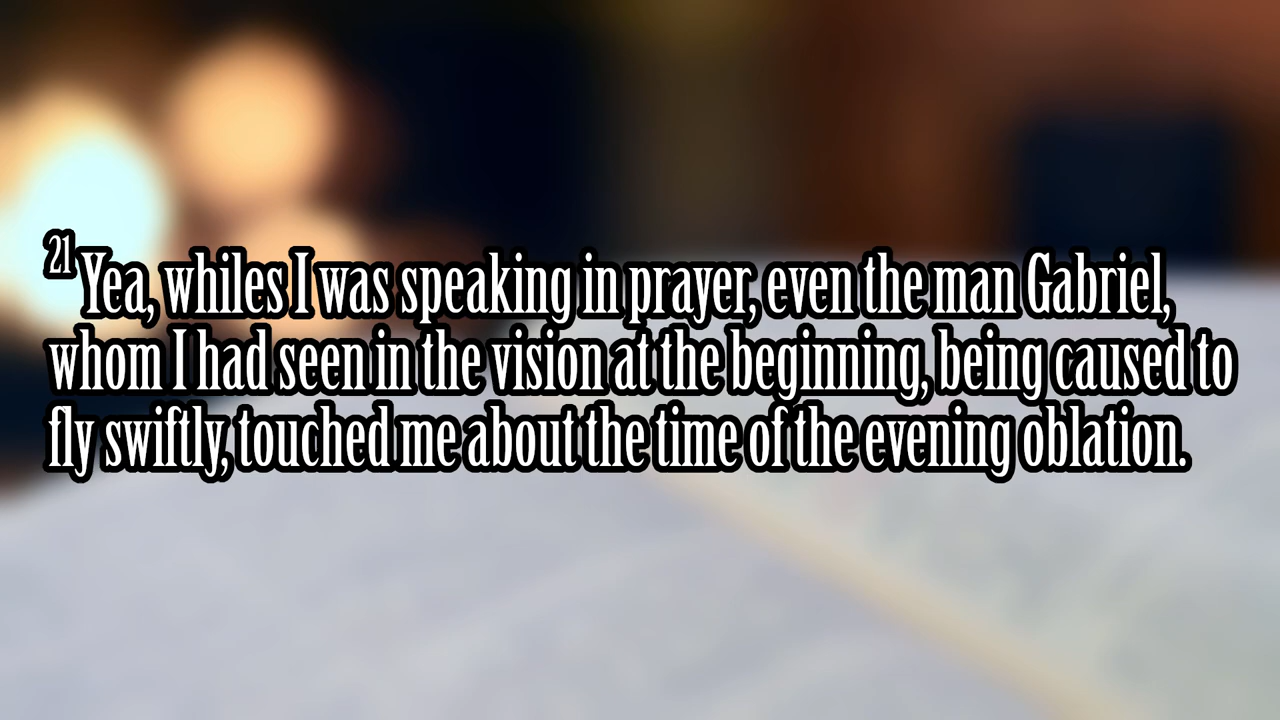 21 Yea, whiles I was speaking in prayer, even the man Gabriel,
whom I had seen in the vision at the beginning, being caused to
fly swiftly, touched me about the time of the evening oblation.